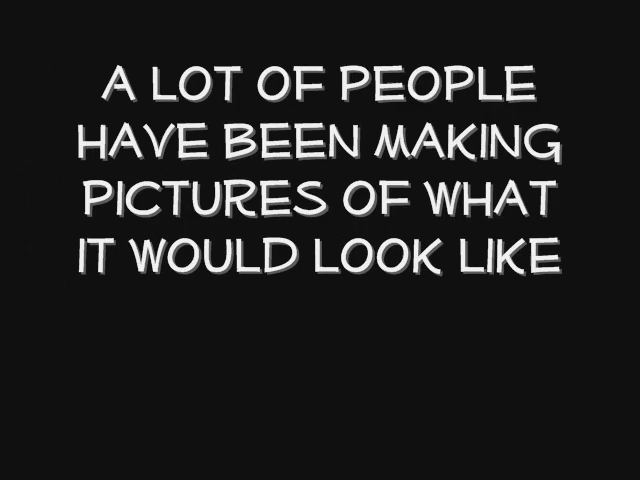 A LOT OF PEOPLE
HAVE BEEN MAKING
PICTURES OF WHAT
IT WOULD LOOK LIKE